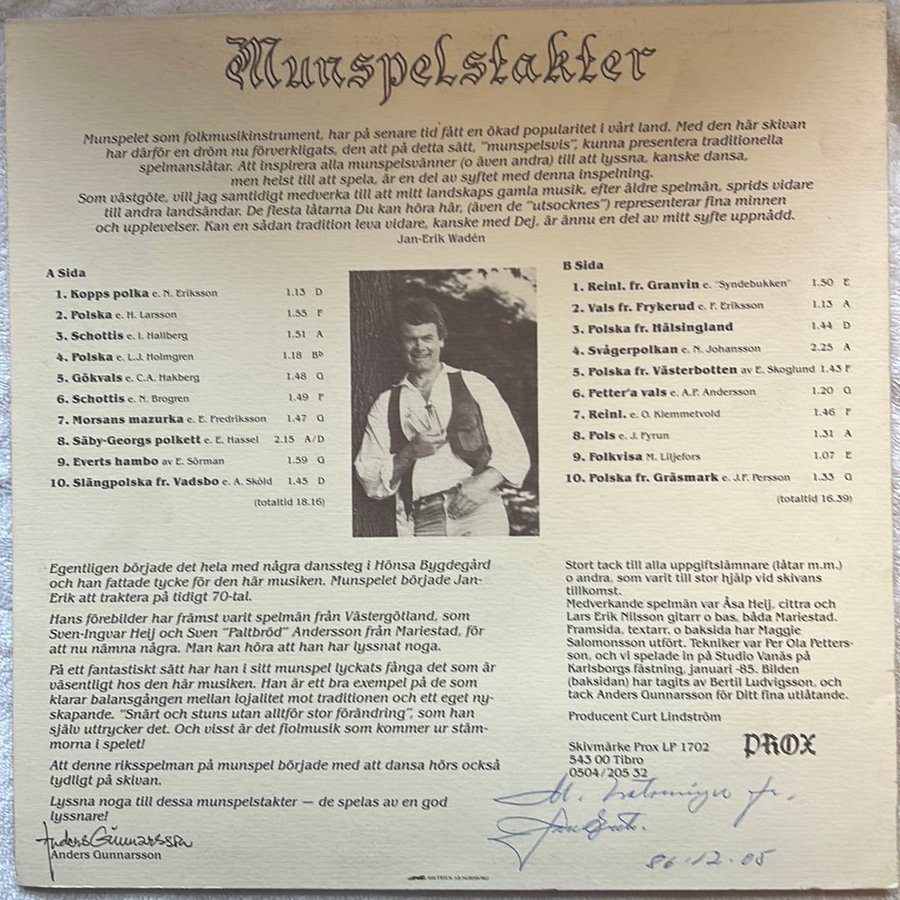 Munspelstakter
Munspelet som folkmusikinstrument, har på senare tid fått en ökad popularitet i vårt land. Med den här skivan
har därför en dröm nu förverkligats, den att på detta sätt, "munspelsvis", kunna presentera traditionella
spelmanslåtar. Att inspirera alla munspelsvänner (o även andra) till att lyssna, kanske dansa,
men helst till att spela, är en del av syftet med denna inspelning.
Som västgöte, vill jag samtidigt medverka till att mitt landskaps gamla musik, efter äldre spelmän, sprids vidare
till andra landsändar. De flesta låtarna Du kan höra här, (även de "utsocknes") representerar fina minnen
och upplevelser. Kan en sådan tradition leva vidare, kanske med Dej, är ännu en del av mitt syfte uppnådd.
Jan-Erik Wadén
A Sida
1. Kopps polka e. N. Eriksson 1.13 D
2. Polska e. H. Larsson 1.55 F
3. Schottis e. I. Hallberg 1.51 A
4. Polska e. L.J. Holmgren 1.18 Bb
5. Gökvals e. C.A. Hakberg 1.48 G
6. Schottis e. N. Brogren 1.49 F
7. Morsans mazurka e. E. Fredriksson 1.47 G
8. Säby-Georgs polkett e. E. Hassel 2.15 A/D
9. Everts hambo av E. Sörman 1.59 G
10. Slängpolska fr. Vadsbo e. A. Sköld 1.45 D
(totaltid 18.16)
B Sida
1. Reinl. fr. Granvin e. "Syndebukken" 1.50 E
2. Vals fr. Frykerud e. F. Eriksson 1.13 A
3. Polska fr. Hälsingland 1.44 D
4. Svågerpolkan e. N. Johansson 2.25 A
5. Polska fr. Västerbotten av E. Skoglund 1.43 F
6. Petter'a vals e. A.P. Andersson 1.20 G
7. Reinl. e. O. Klemmetvold 1.46 F
8. Pols e. J. Fyrun 1.31 A
9. Folkvisa M. Liljefors 1.07 E
10. Polska fr. Gräsmark e. J.F. Persson 1.33 G
(totaltid 16.39)
Egentligen började det hela med några danssteg i Hönsa Bygdegård
och han fattade tycke för den här musiken. Munspelet började Jan-
Erik att traktera på tidigt 70-tal.
Hans förebilder har främst varit spelmän från Västergötland, som
Sven-Ingvar Heij och Sven "Paltbröd" Andersson från Mariestad, för
att nu nämna några. Man kan höra att han har lyssnat noga.
På ett fantastiskt sätt har han i sitt munspel lyckats fånga det som är
väsentligt hos den här musiken. Han är ett bra exempel på de som
klarar balansgången mellan lojalitet mot traditionen och ett eget ny-
skapande. "Snärt och stuns utan alltför stor förändring", som han
själv uttrycker det. Och visst är det fiolmusik som kommer ur stäm-
morna i spelet!
Att denne riksspelman på munspel började med att dansa hörs också
tydligt på skivan.
Lyssna noga till dessa munspelstakter — de spelas av en god
lyssnare!
Anders Gunnarsson
Anders Gunnarsson
Stort tack till alla uppgiftslämnare (låtar m.m.)
o andra, som varit till stor hjälp vid skivans
tillkomst.
Medverkande spelmän var Åsa Heij, cittra och
Lars Erik Nilsson gitarr o bas, båda Mariestad.
Framsida, textarr. o baksida har Maggie
Salomonsson utfört. Tekniker var Per Ola Petters-
son, och vi spelade in på Studio Vanäs på
Karlsborgs fästning, januari -85. Bilden
(baksidan) har tagits av Bertil Ludvigsson, och
tack Anders Gunnarsson för Ditt fina utlåtande.
Producent Curt Lindström
Skivmärke Prox LP 1702
543 00 Tibro
0504/205 32
PROX
86-12-05